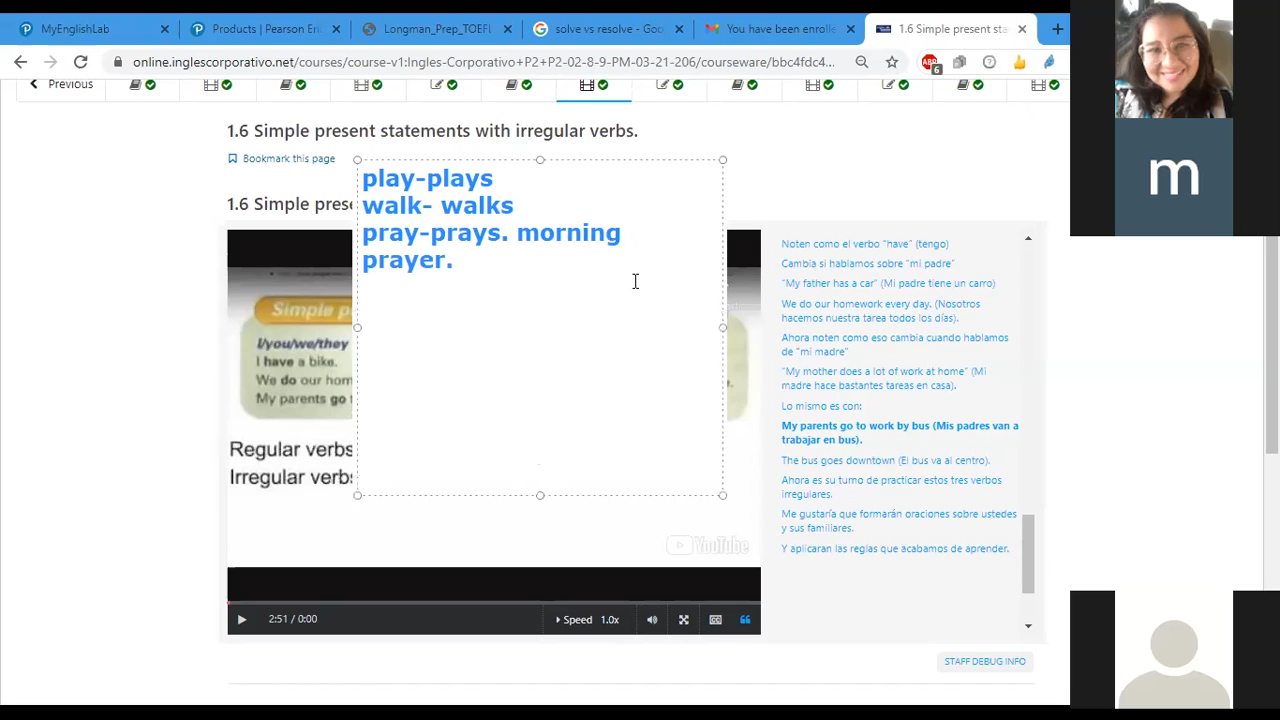 MyEnglishLab
Products | Pearson En
Longman_Prep_TOEFL
solve vs resolve - Goo
You have been enrolle
1.6 Simple present sta
online.inglescorporativo.net/courses/course-v1:Ingles-Corporativo+P2+P2-02-8-9-PM-03-21-206/courseware/bbc4fdc4...
6
Previous
1.6 Simple present statements with irregular verbs.
Bookmark this page
1.6 Simple prese
play-plays
walk- walks
pray-prays. morning
prayer.
Simple p
I/you/we/they
I have a bike.
We do our hom
My parents go
Regular verbs
Irregular verbs
YouTube
2:51 / 0:00
Speed 1.0x
Noten como el verbo "have" (tengo)
Cambia si hablamos sobre "mi padre"
"My father has a car" (Mi padre tiene un carro)
We do our homework every day. (Nosotros
hacemos nuestra tarea todos los días).
Ahora noten como eso cambia cuando hablamos
de "mi madre"
"My mother does a lot of work at home" (Mi
madre hace bastantes tareas en casa).
Lo mismo es con:
My parents go to work by bus (Mis padres van a
trabajar en bus).
The bus goes downtown (El bus va al centro).
Ahora es su turno de practicar estos tres verbos
irregulares.
Me gustaría que formarán oraciones sobre ustedes
y sus familiares.
Y aplicaran las reglas que acabamos de aprender.
STAFF DEBUG INFO
m